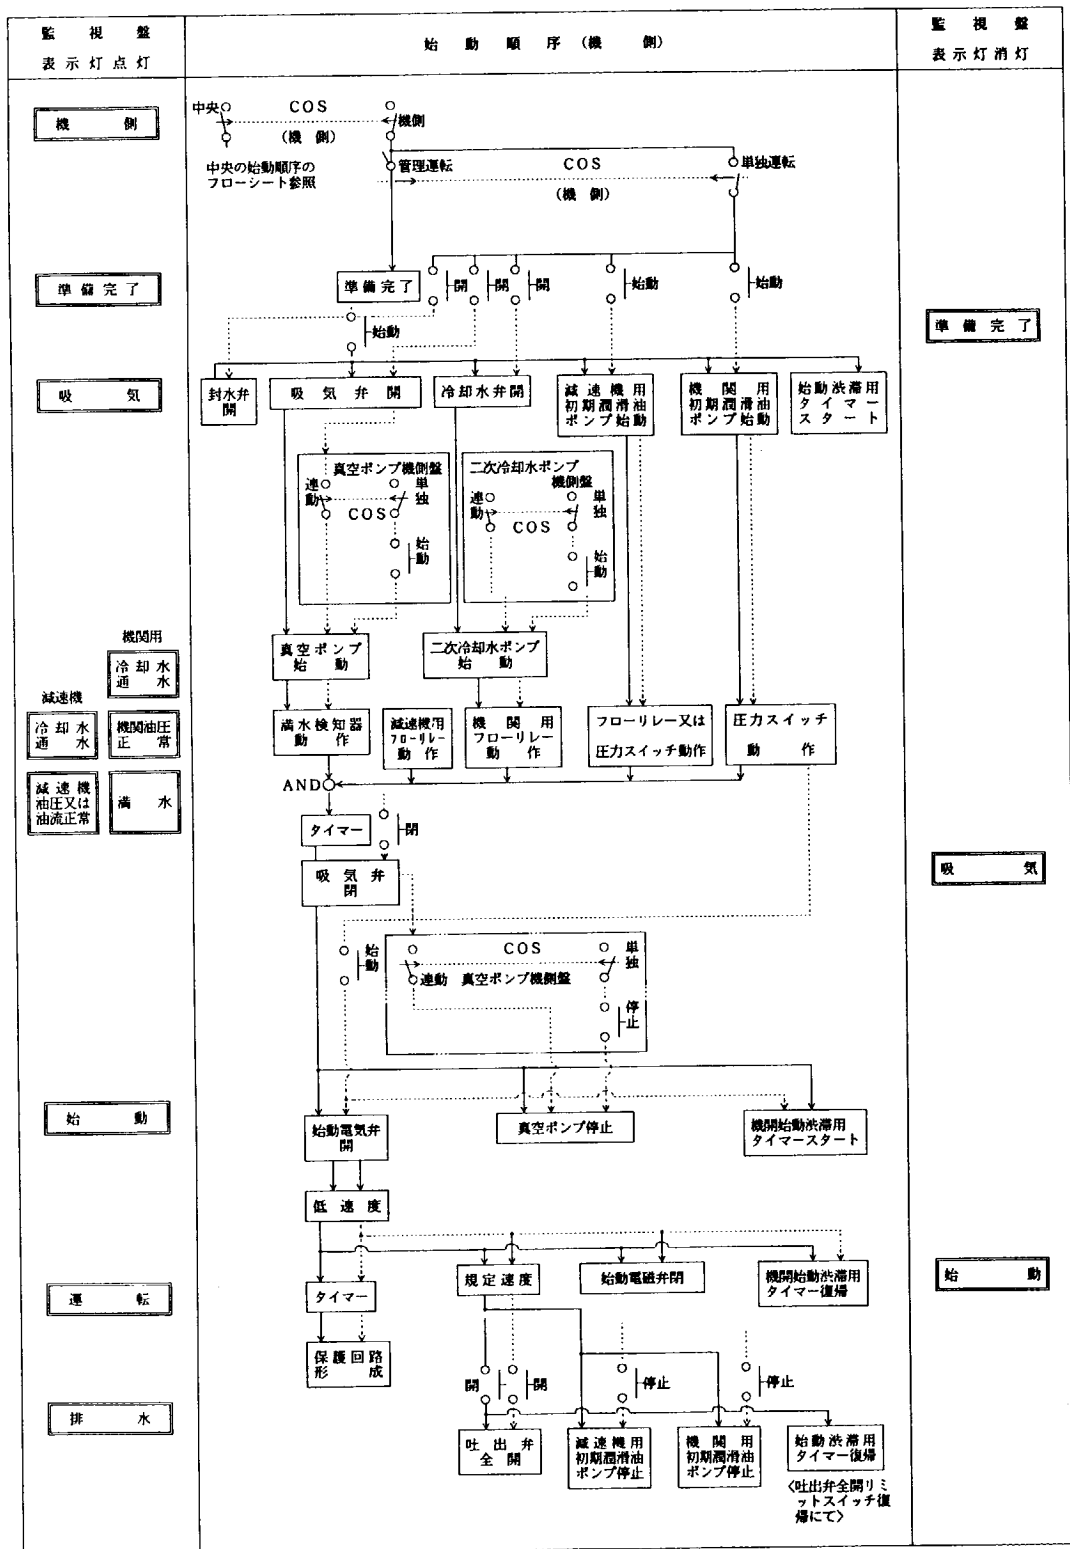 監視盤
表示灯点灯
始動順序(機側)
監視盤
表示灯消灯
機側
中央
COS
(機側)
機側
中央の始動順序の
フローシート参照
管理運転
COS
(機側)
単独運転
準備完了
準備完了
開
開
開
始動
始動
始動
準備完了
吸気
封水弁
開
吸気弁開
冷却水弁開
減速機用
初期潤滑油
ポンプ始動
機関用
初期潤滑油
ポンプ始動
始動渋滞用
タイマー
スタート
真空ポンプ機側盤
連動
単独
COS
始動
二次冷却水ポンプ
機側盤
連動
単独
COS
始動
真空ポンプ
始動
二次冷却水ポンプ
始動
機関用
冷却水
通水
減速機
冷却水
通水
機関油圧
正常
減速機
油圧又は
油流正常
満水
満水検知器
動作
減速機用
フローリレー
動作
機関用
フローリレー
動作
フローリレー又は
圧力スイッチ動作
圧力スイッチ
動作
AND
タイマー
閉
吸気弁
閉
吸気
始動
COS
単独
連動
真空ポンプ機側盤
停止
始動
始動電気弁
開
真空ポンプ停止
機開始動渋滞用
タイマースタート
低速度
運転
タイマー
規定速度
始動電磁弁閉
機開始動渋滞用
タイマー復帰
始動
保護回路
形成
開
開
停止
停止
排水
吐出弁
全開
減速機用
初期潤滑油
ポンプ停止
機関用
初期潤滑油
ポンプ停止
始動渋滞用
タイマー復帰
〈吐出弁全開リミ
ットスイッチ復
帰にて〉